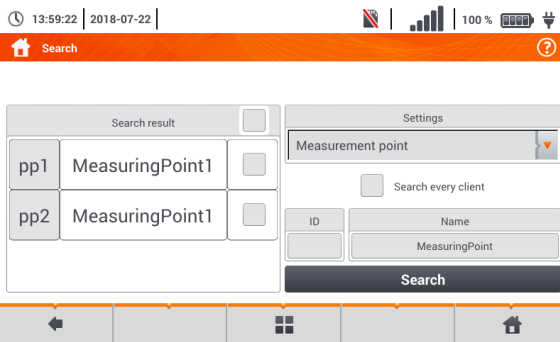 13:59:22 2018-07-22 100 %
Search
Search result
pp1 MeasuringPoint1
pp2 MeasuringPoint1
Settings
Measurement point
Search every client
ID Name
MeasuringPoint
Search